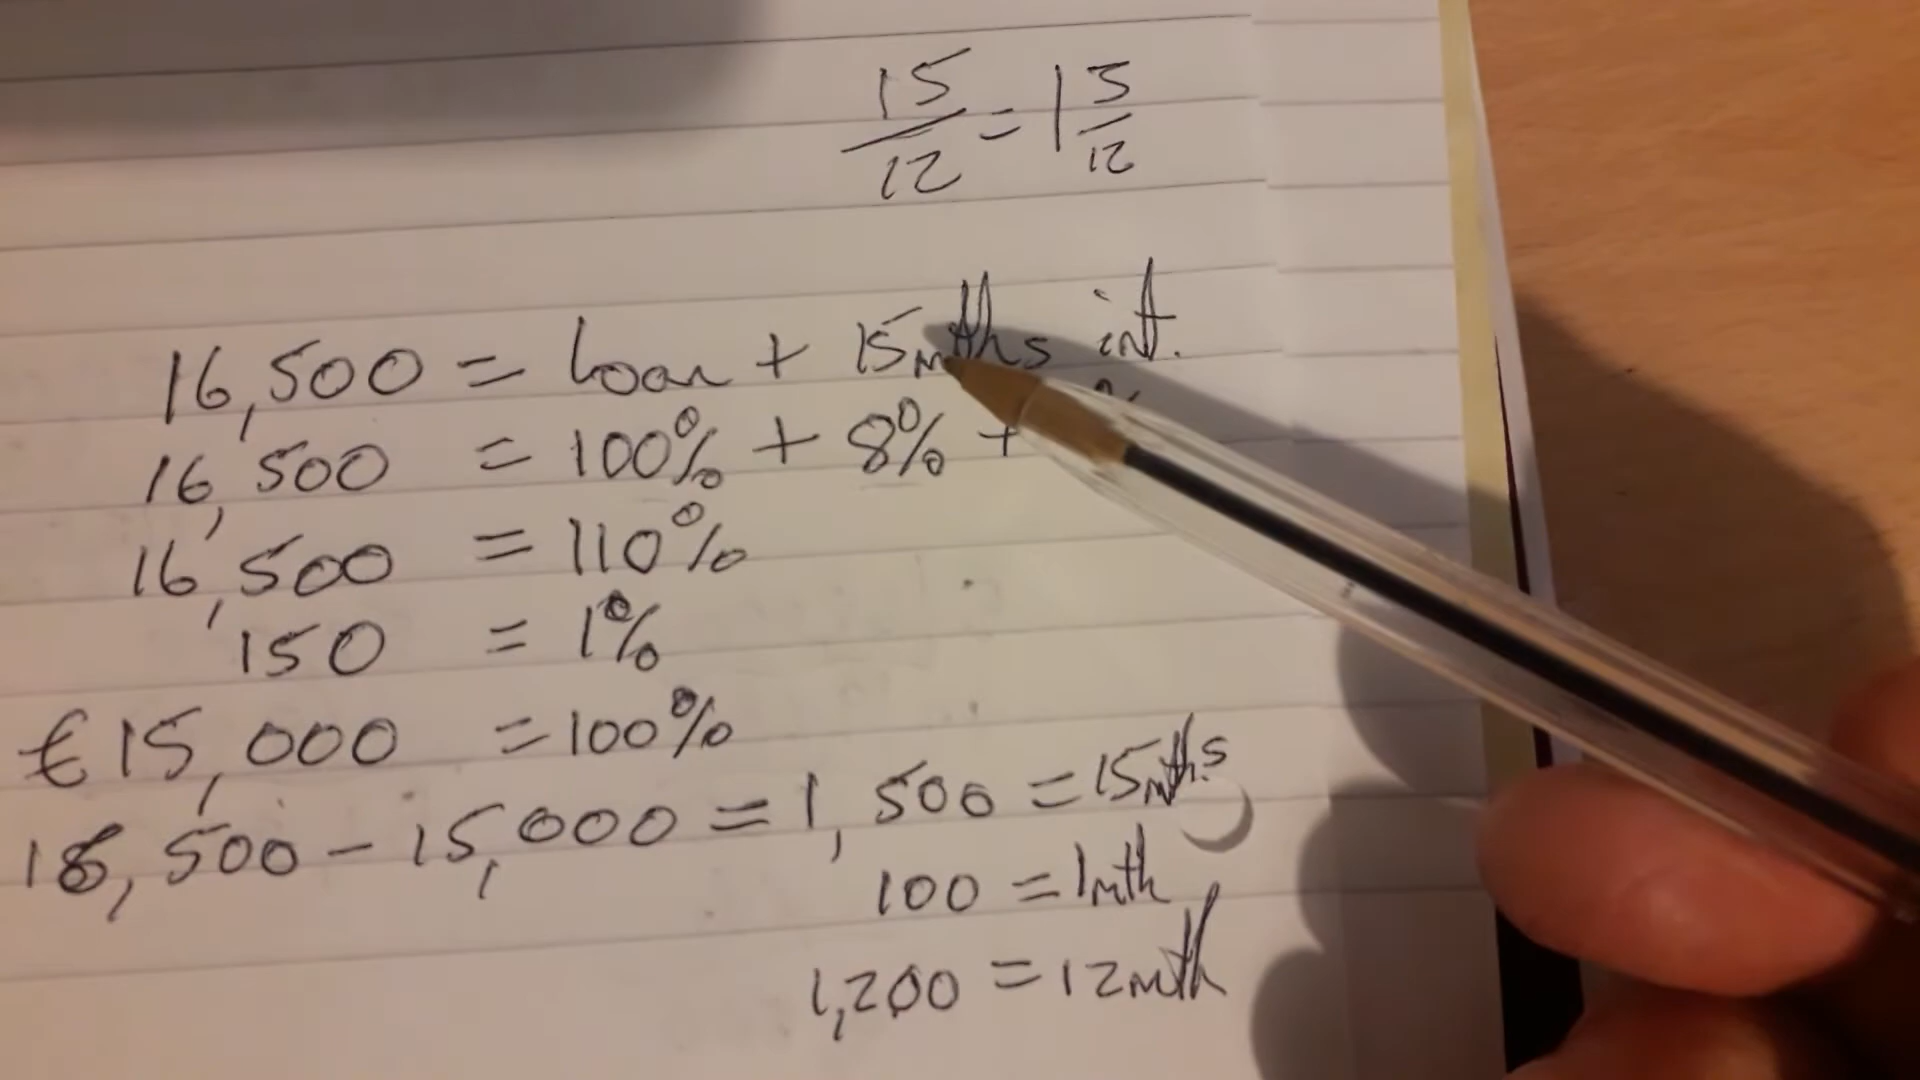 15/12 = 1 3/12
16,500 = Loan + 15mths int.
16,500 = 100% + 8% +
16,500 = 110%
150 = 1%
€15,000 = 100%
16,500 - 15,000 = 1,500 = 15mths
100 = 1mth
1,200 = 12mth